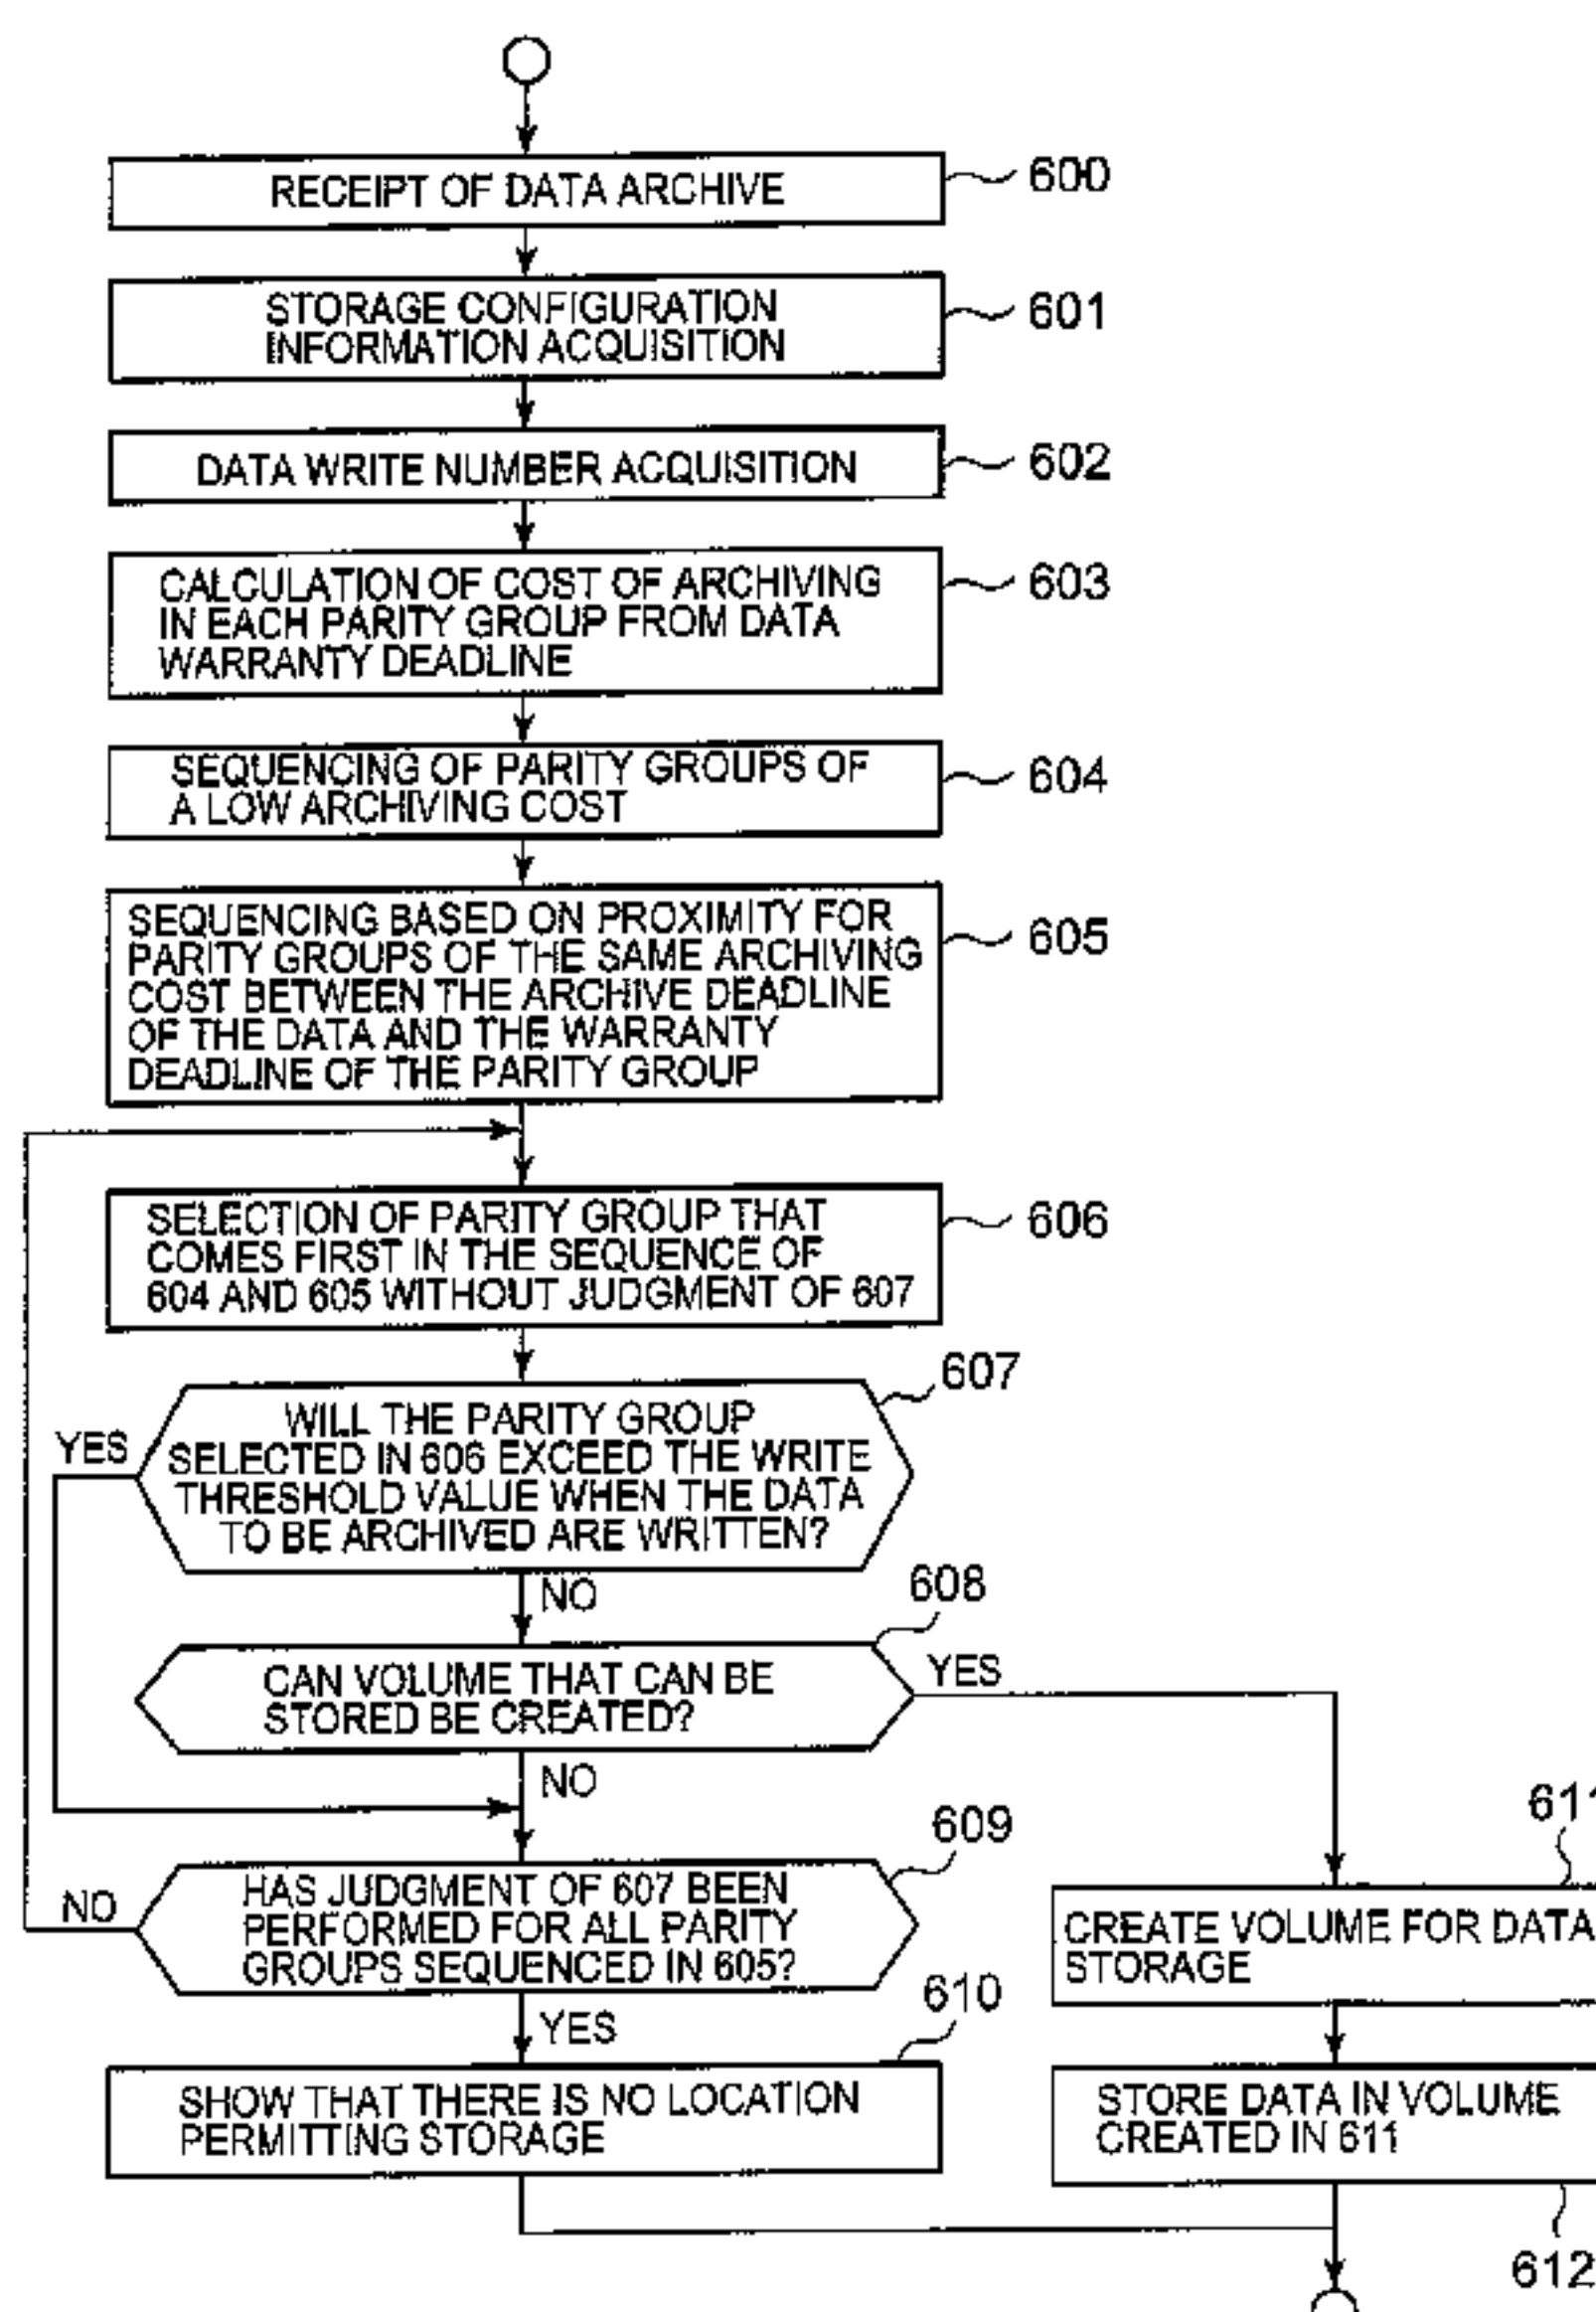 RECEIPT OF DATA ARCHIVE
600
STORAGE CONFIGURATION
INFORMATION ACQUISITION
601
DATA WRITE NUMBER ACQUISITION
602
CALCULATION OF COST OF ARCHIVING
IN EACH PARITY GROUP FROM DATA
WARRANTY DEADLINE
603
SEQUENCING OF PARITY GROUPS OF
A LOW ARCHIVING COST
604
SEQUENCING BASED ON PROXIMITY FOR
PARITY GROUPS OF THE SAME ARCHIVING
COST BETWEEN THE ARCHIVE DEADLINE
OF THE DATA AND THE WARRANTY
DEADLINE OF THE PARITY GROUP
605
SELECTION OF PARITY GROUP THAT
COMES FIRST IN THE SEQUENCE OF
604 AND 605 WITHOUT JUDGMENT OF 607
606
607
YES
WILL THE PARITY GROUP
SELECTED IN 606 EXCEED THE WRITE
THRESHOLD VALUE WHEN THE DATA
TO BE ARCHIVED ARE WRITTEN?
NO
608
CAN VOLUME THAT CAN BE
STORED BE CREATED?
YES
NO
609
611
NO
HAS JUDGMENT OF 607 BEEN
PERFORMED FOR ALL PARITY
GROUPS SEQUENCED IN 605?
CREATE VOLUME FOR DATA
STORAGE
YES
610
SHOW THAT THERE IS NO LOCATION
PERMITTING STORAGE
STORE DATA IN VOLUME
CREATED IN 611
612